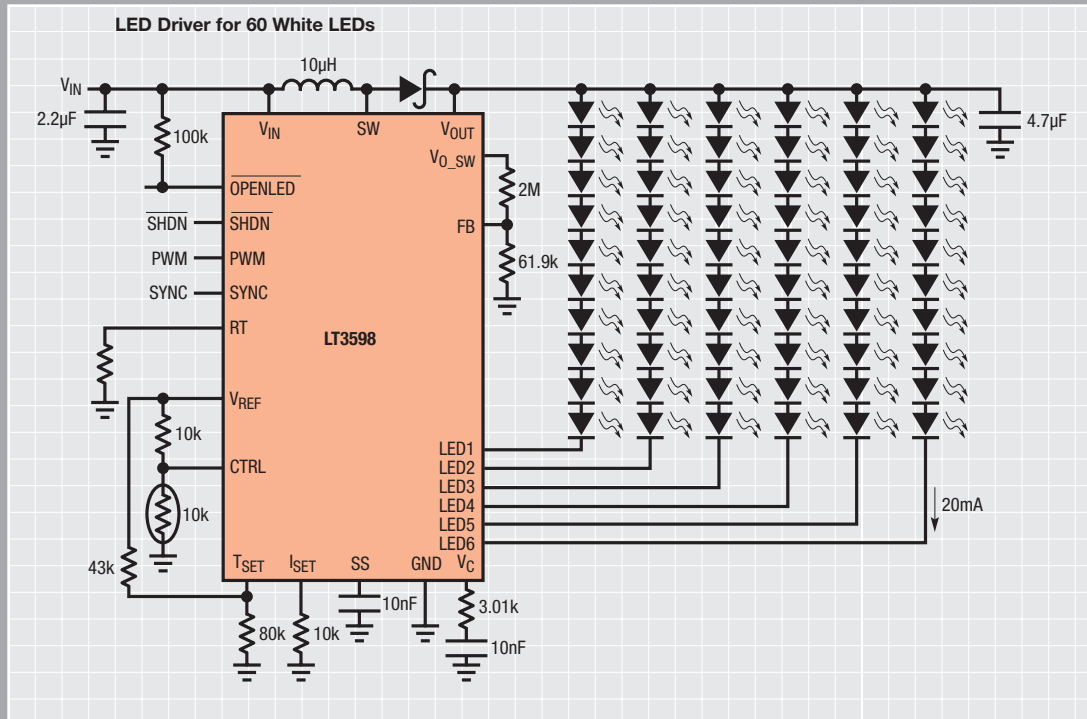 LED Driver for 60 White LEDs
10µH
VIN
2.2µF
100k
VIN
SW
VOUT
4.7µF
VO_SW
2M
OPENLED
SHDN
SHDN
FB
PWM
PWM
61.9k
SYNC
SYNC
RT
LT3598
VREF
10k
CTRL
LED1
LED2
LED3
LED4
LED5
LED6
20mA
10k
43k
TSET
ISET
SS
GND
VC
10nF
3.01k
80k
10k
10nF